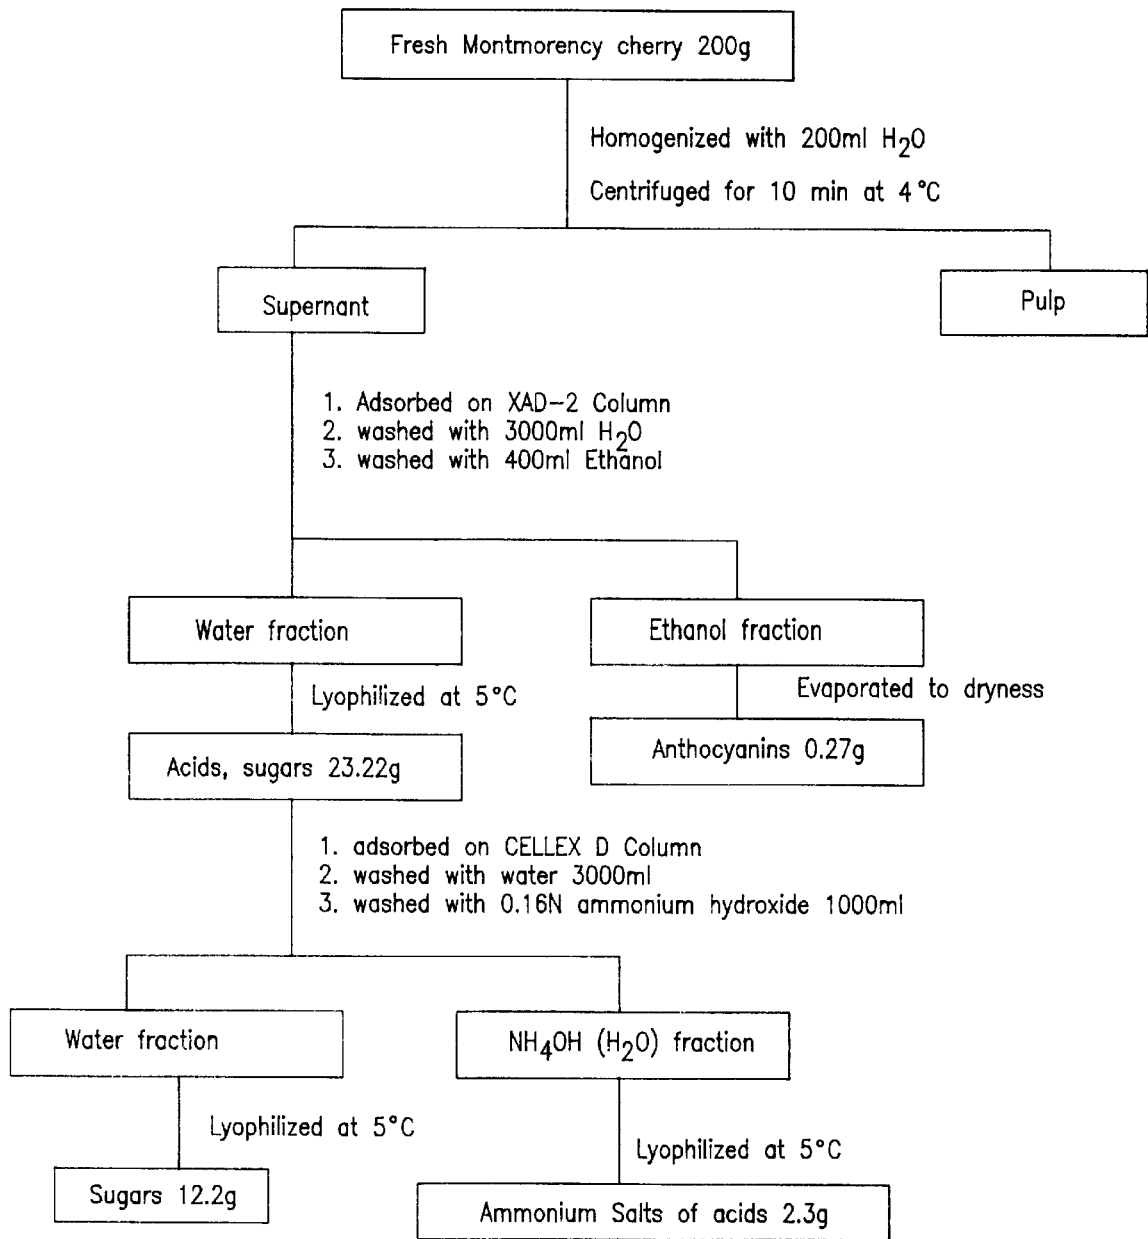 Fresh Montmorency cherry 200g
Homogenized with 200ml H₂O
Centrifuged for 10 min at 4°C
Supernant
Pulp
1. Adsorbed on XAD-2 Column
2. washed with 3000ml H₂O
3. washed with 400ml Ethanol
Water fraction
Ethanol fraction
Lyophilized at 5°C
Evaporated to dryness
Acids, sugars 23.22g
Anthocyanins 0.27g
1. adsorbed on CELLEX D Column
2. washed with water 3000ml
3. washed with 0.16N ammonium hydroxide 1000ml
Water fraction
NH₄OH (H₂O) fraction
Lyophilized at 5°C
Lyophilized at 5°C
Sugars 12.2g
Ammonium Salts of acids 2.3g